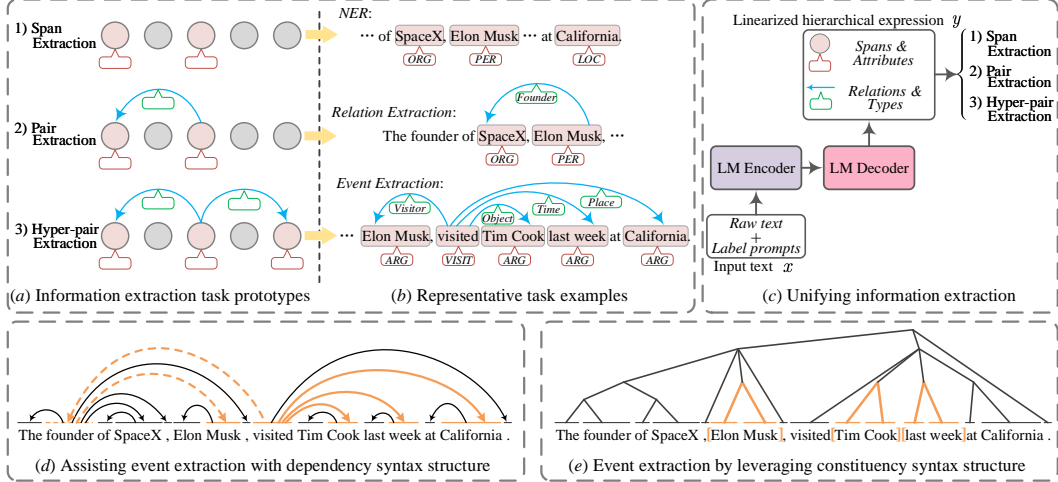 1) Span
Extraction
2) Pair
Extraction
3) Hyper-pair
Extraction
(a) Information extraction task prototypes
NER:
··· of SpaceX, Elon Musk ··· at California.
ORG PER LOC
Relation Extraction:
Founder
The founder of SpaceX, Elon Musk, ···
ORG PER
Event Extraction:
Visitor Object Time Place
··· Elon Musk, visited Tim Cook last week at California.
ARG VISIT ARG ARG ARG
(b) Representative task examples
Linearized hierarchical expression y
Spans &
Attributes
Relations &
Types
1) Span
Extraction
2) Pair
Extraction
3) Hyper-pair
Extraction
LM Encoder
LM Decoder
Raw text
+
Label prompts
Input text x
(c) Unifying information extraction
The founder of SpaceX , Elon Musk , visited Tim Cook last week at California .
(d) Assisting event extraction with dependency syntax structure
The founder of SpaceX , [Elon Musk], visited [Tim Cook][last week] at California .
(e) Event extraction by leveraging constituency syntax structure